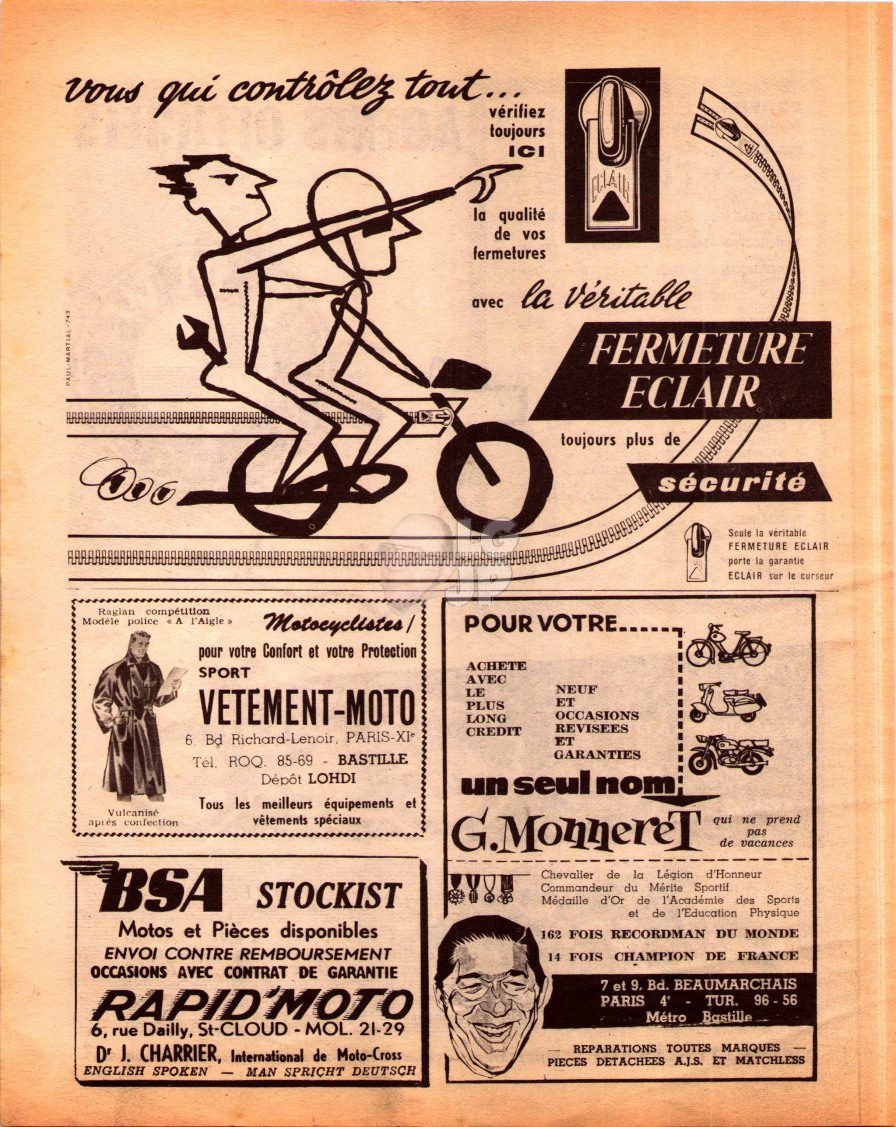 vous qui contrôlez tout...
vérifiez
toujours
ICI
ECLAIR
la qualité
de vos
fermetures
avec la véritable
FERMETURE
ECLAIR
toujours plus de
sécurité
PAUL-MARTIAL-743
Seule la véritable
FERMETURE ECLAIR
porte la garantie
ECLAIR sur le curseur
LC
JP
Raglan compétition
Modèle police « A l'Aigle »
Motocyclistes!
pour votre Confort et votre Protection
SPORT
VETEMENT-MOTO
6, Bd Richard-Lenoir, PARIS-XIe
Tél. ROQ. 85-69 - BASTILLE
Dépôt LOHDI
Tous les meilleurs équipements et
vêtements spéciaux
Vulcanisé
après confection
BSA STOCKIST
Motos et Pièces disponibles
ENVOI CONTRE REMBOURSEMENT
OCCASIONS AVEC CONTRAT DE GARANTIE
RAPID'MOTO
6, rue Dailly, St-CLOUD - MOL. 21-29
Dr J. CHARRIER, International de Moto-Cross
ENGLISH SPOKEN — MAN SPRICHT DEUTSCH
POUR VOTRE......
ACHETE
AVEC
LE
PLUS
LONG
CREDIT
NEUF
ET
OCCASIONS
REVISEES
ET
GARANTIES
un seul nom
G. Monneret
qui ne prend
pas
de vacances
Chevalier de la Légion d'Honneur
Commandeur du Mérite Sportif
Médaille d'Or de l'Académie des Sports
et de l'Education Physique
162 FOIS RECORDMAN DU MONDE
14 FOIS CHAMPION DE FRANCE
7 et 9, Bd. BEAUMARCHAIS
PARIS 4e - TUR. 96-56
Métro Bastille
— REPARATIONS TOUTES MARQUES —
PIECES DETACHEES A.J.S. ET MATCHLESS